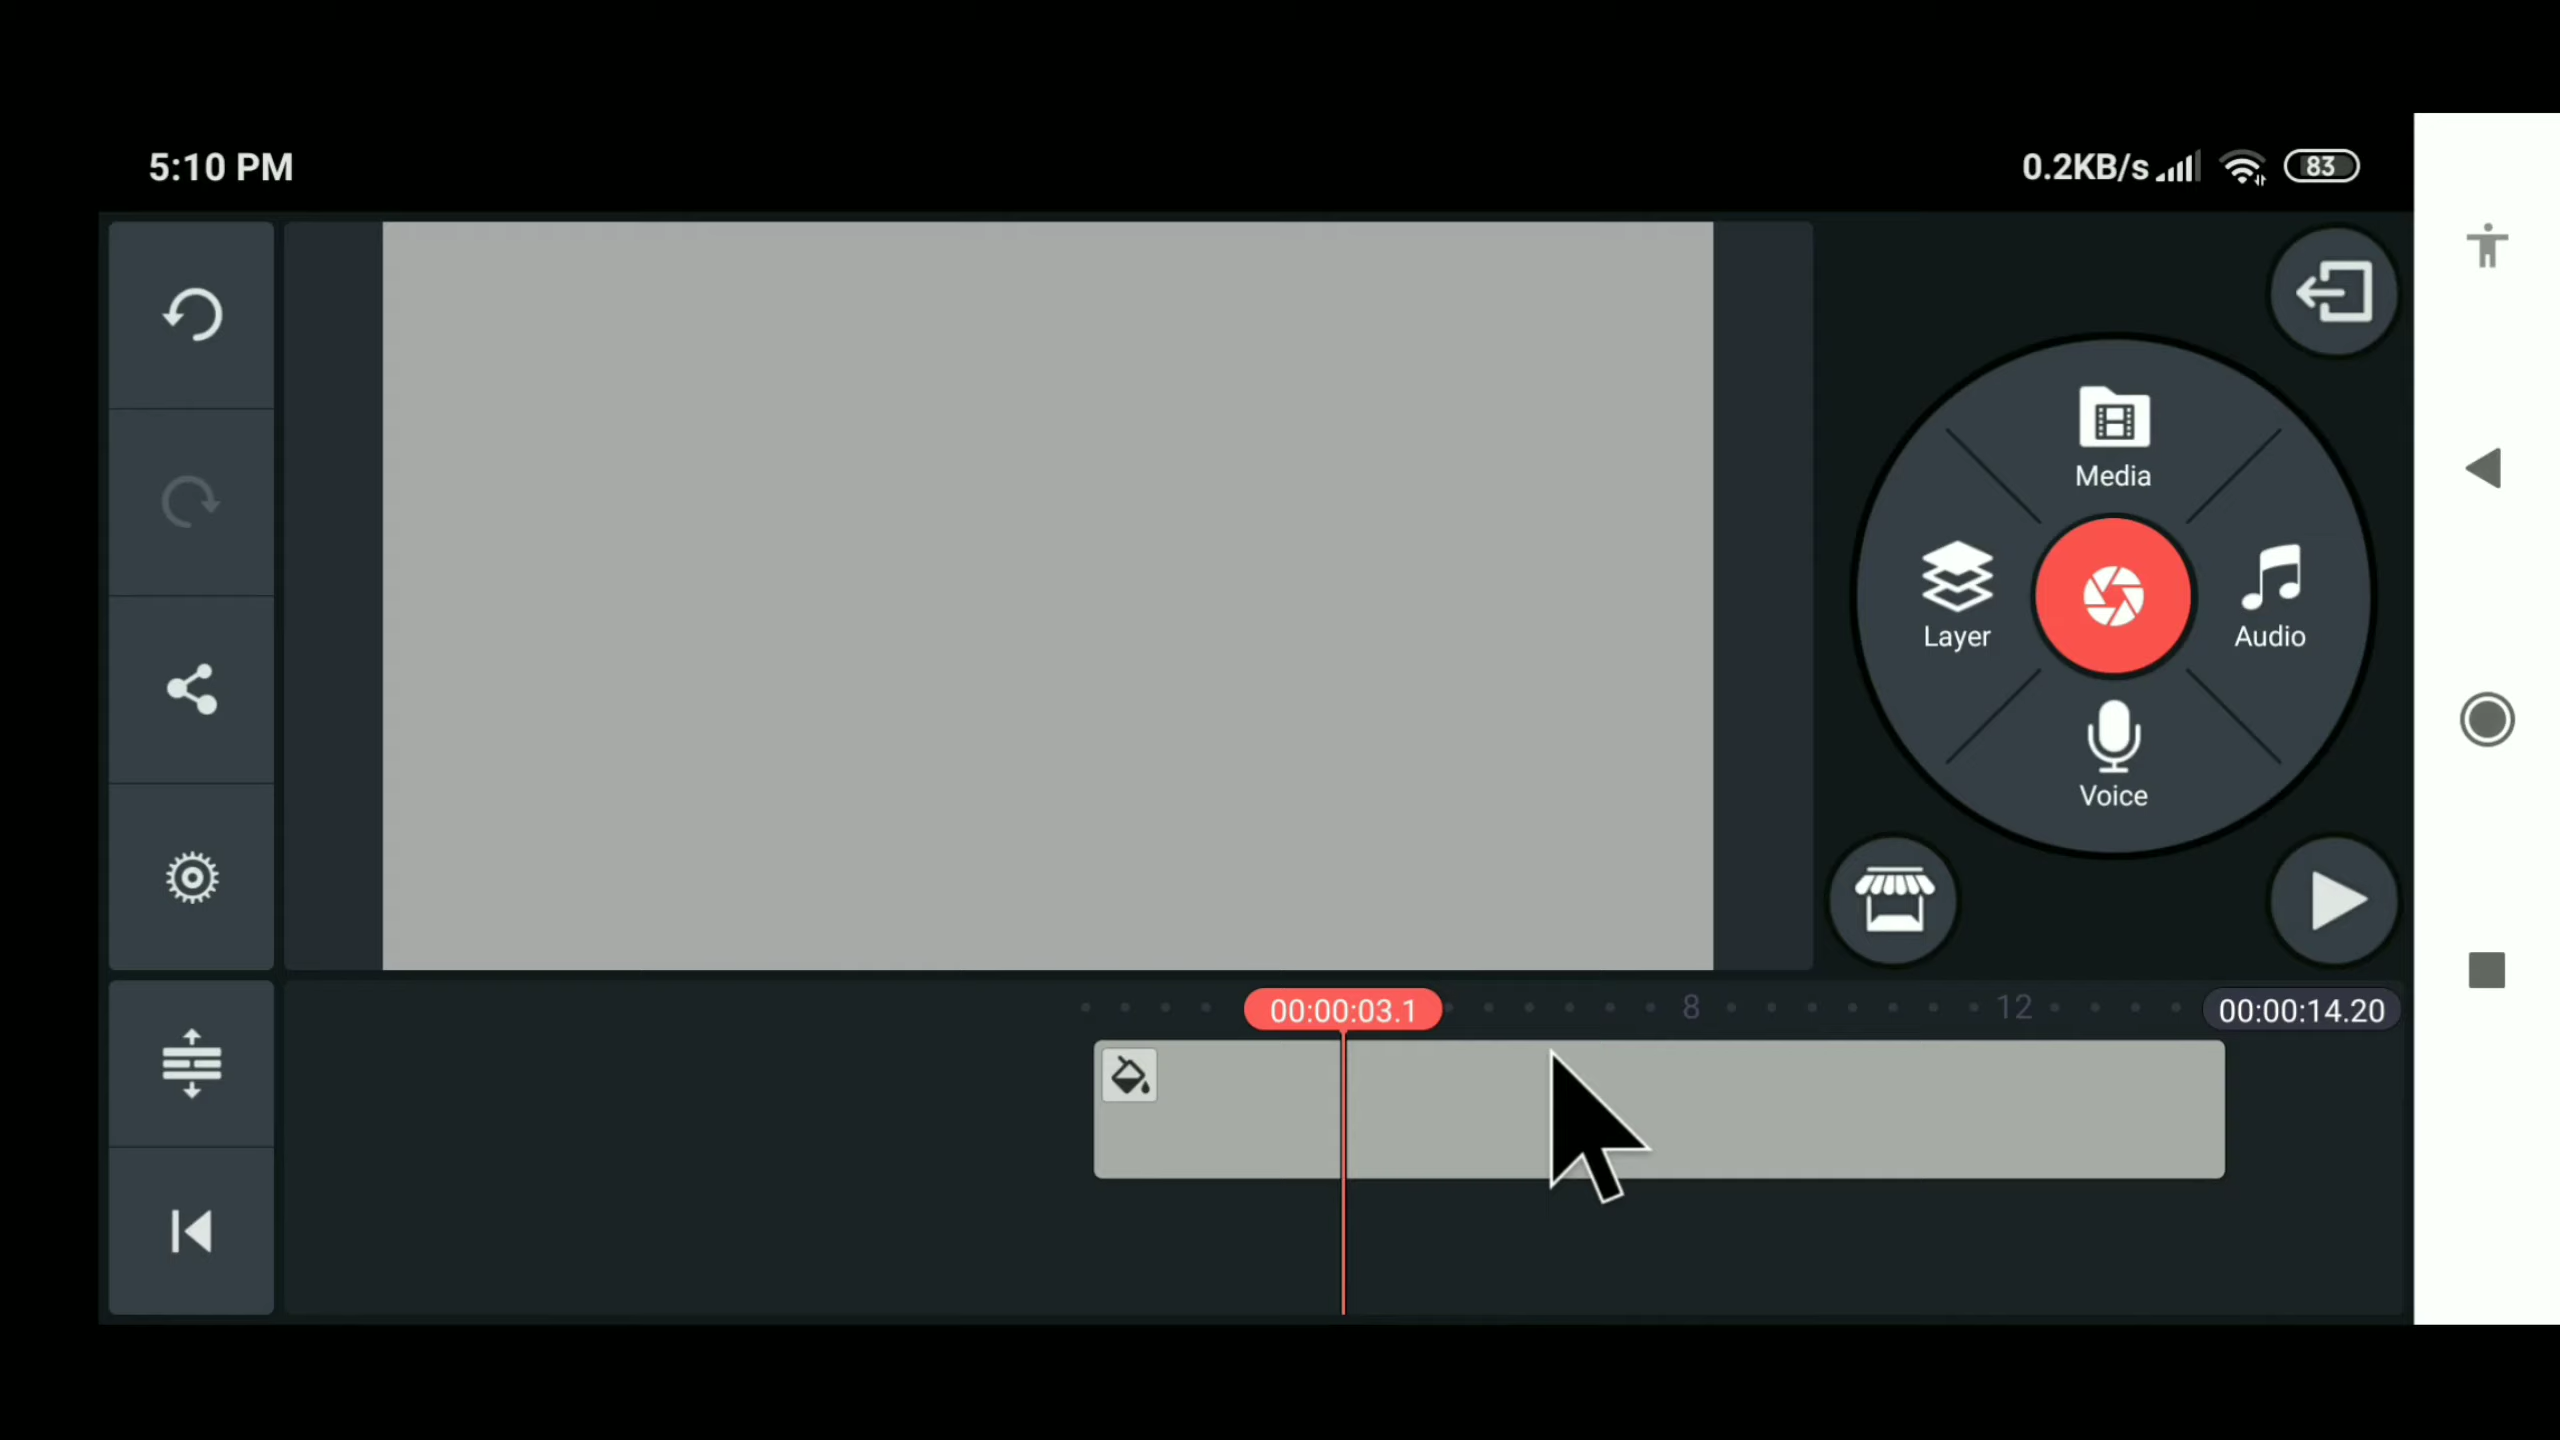 5:10 PM
0.2KB/s
83
Media
Layer
Audio
Voice
00:00:03.1
8
12
00:00:14.20